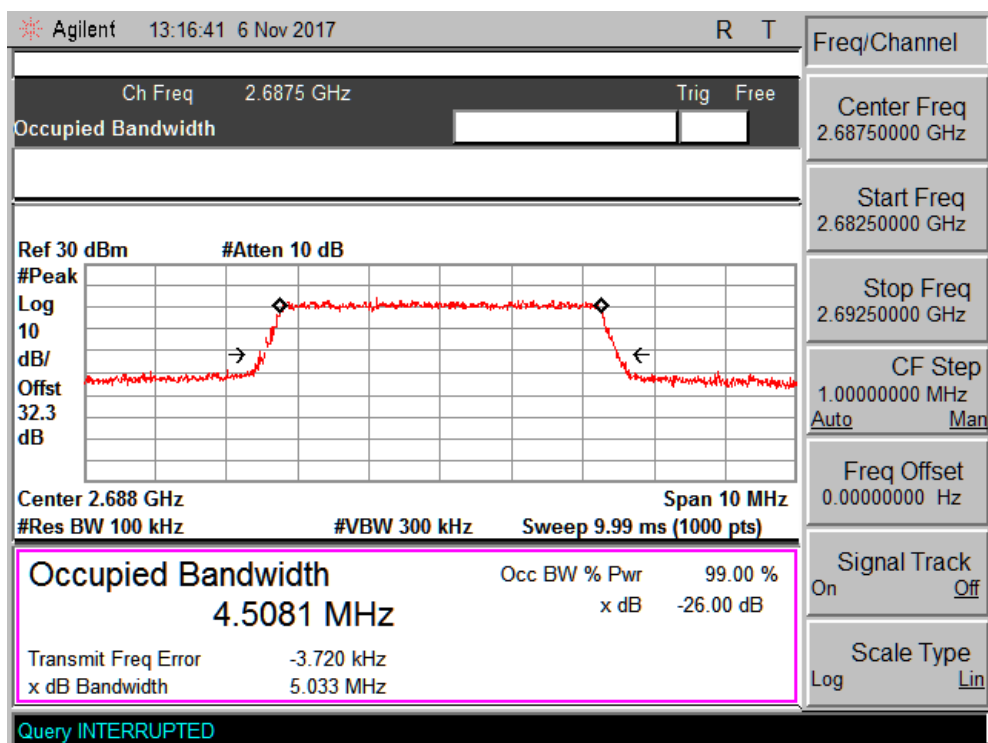 Agilent 13:16:41 6 Nov 2017 R T
Ch Freq 2.6875 GHz Trig Free
Occupied Bandwidth
Ref 30 dBm #Atten 10 dB
#Peak
Log
10
dB/
Offst
32.3
dB
Center 2.688 GHz Span 10 MHz
#Res BW 100 kHz #VBW 300 kHz Sweep 9.99 ms (1000 pts)
Occupied Bandwidth Occ BW % Pwr 99.00 %
4.5081 MHz x dB -26.00 dB
Transmit Freq Error -3.720 kHz
x dB Bandwidth 5.033 MHz
Query INTERRUPTED
Freq/Channel
Center Freq
2.68750000 GHz
Start Freq
2.68250000 GHz
Stop Freq
2.69250000 GHz
CF Step
1.00000000 MHz
Auto Man
Freq Offset
0.00000000 Hz
Signal Track
On Off
Scale Type
Log Lin